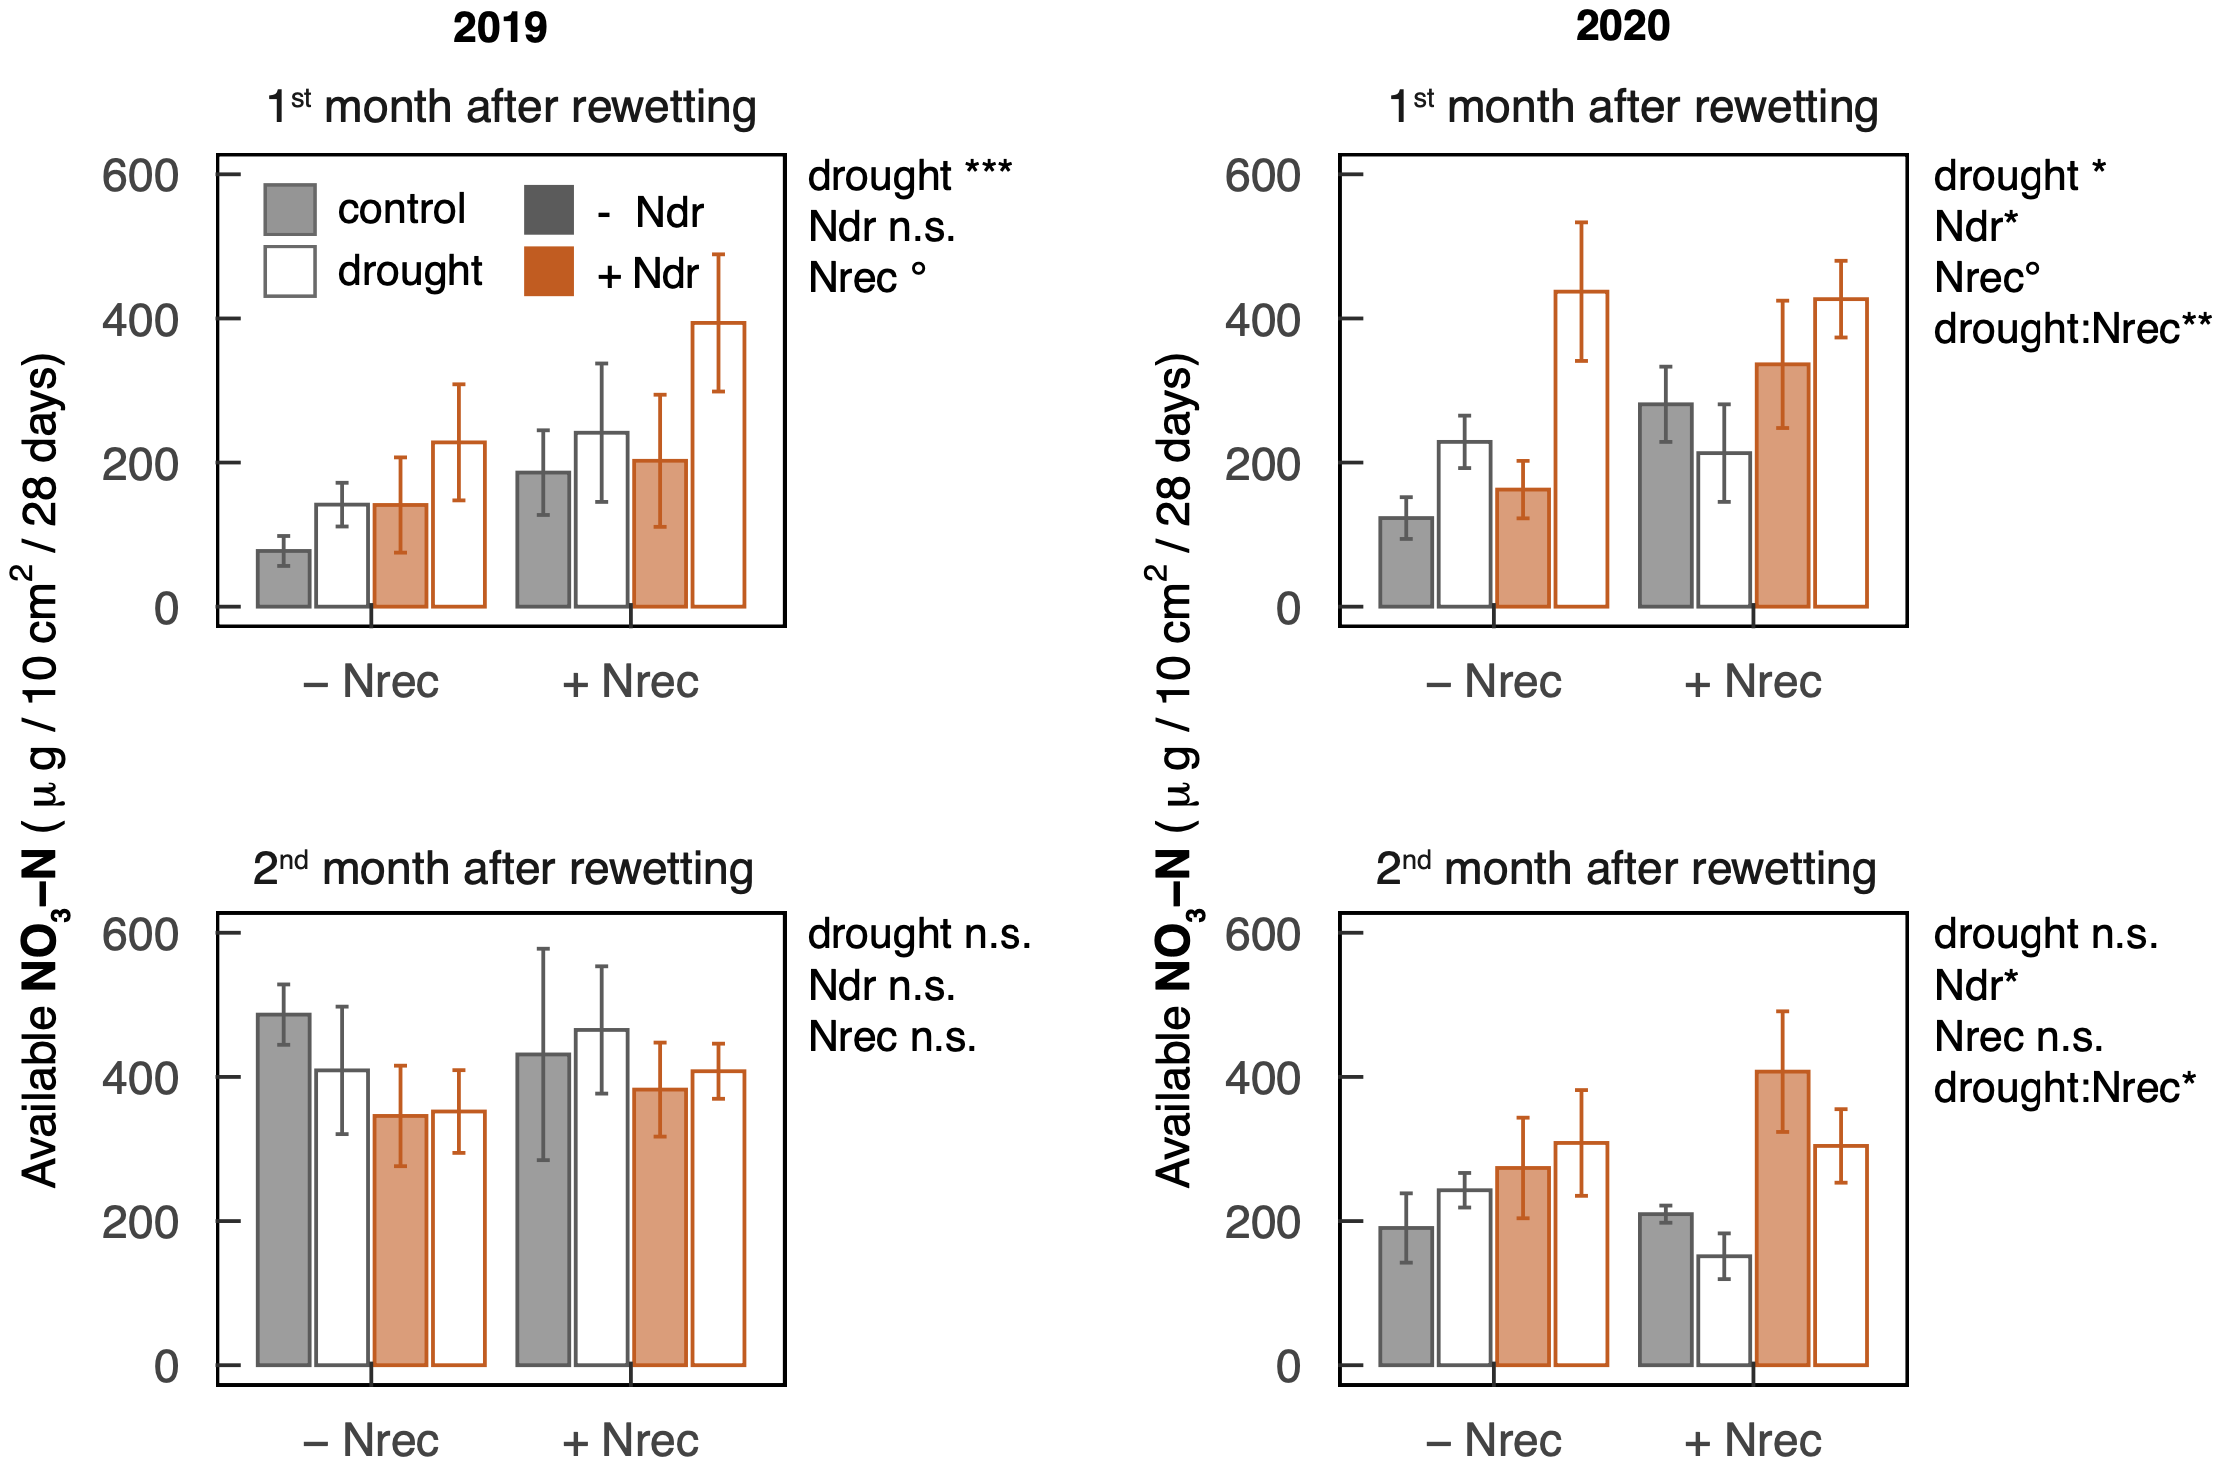 2019
1st month after rewetting
600
400
200
0
control
drought
- Ndr
+ Ndr
drought ***
Ndr n.s.
Nrec °
– Nrec
+ Nrec
2nd month after rewetting
600
400
200
0
drought n.s.
Ndr n.s.
Nrec n.s.
– Nrec
+ Nrec
Available NO3–N ( μ g / 10 cm2 / 28 days)
2020
1st month after rewetting
600
400
200
0
drought *
Ndr*
Nrec°
drought:Nrec**
– Nrec
+ Nrec
2nd month after rewetting
600
400
200
0
drought n.s.
Ndr*
Nrec n.s.
drought:Nrec*
– Nrec
+ Nrec
Available NO3–N ( μ g / 10 cm2 / 28 days)